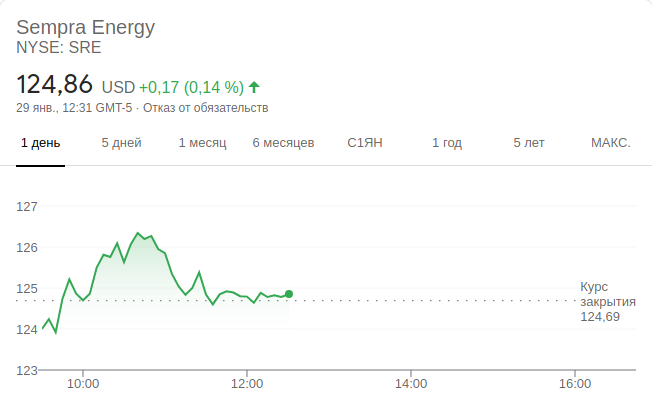 Sempra Energy
NYSE: SRE
124,86 USD +0,17 (0,14 %)
29 янв., 12:31 GMT-5 · Отказ от обязательств
1 день 5 дней 1 месяц 6 месяцев С1ЯН 1 год 5 лет МАКС.
127
126
125
124
123
Курс
закрытия
124,69
10:00 12:00 14:00 16:00